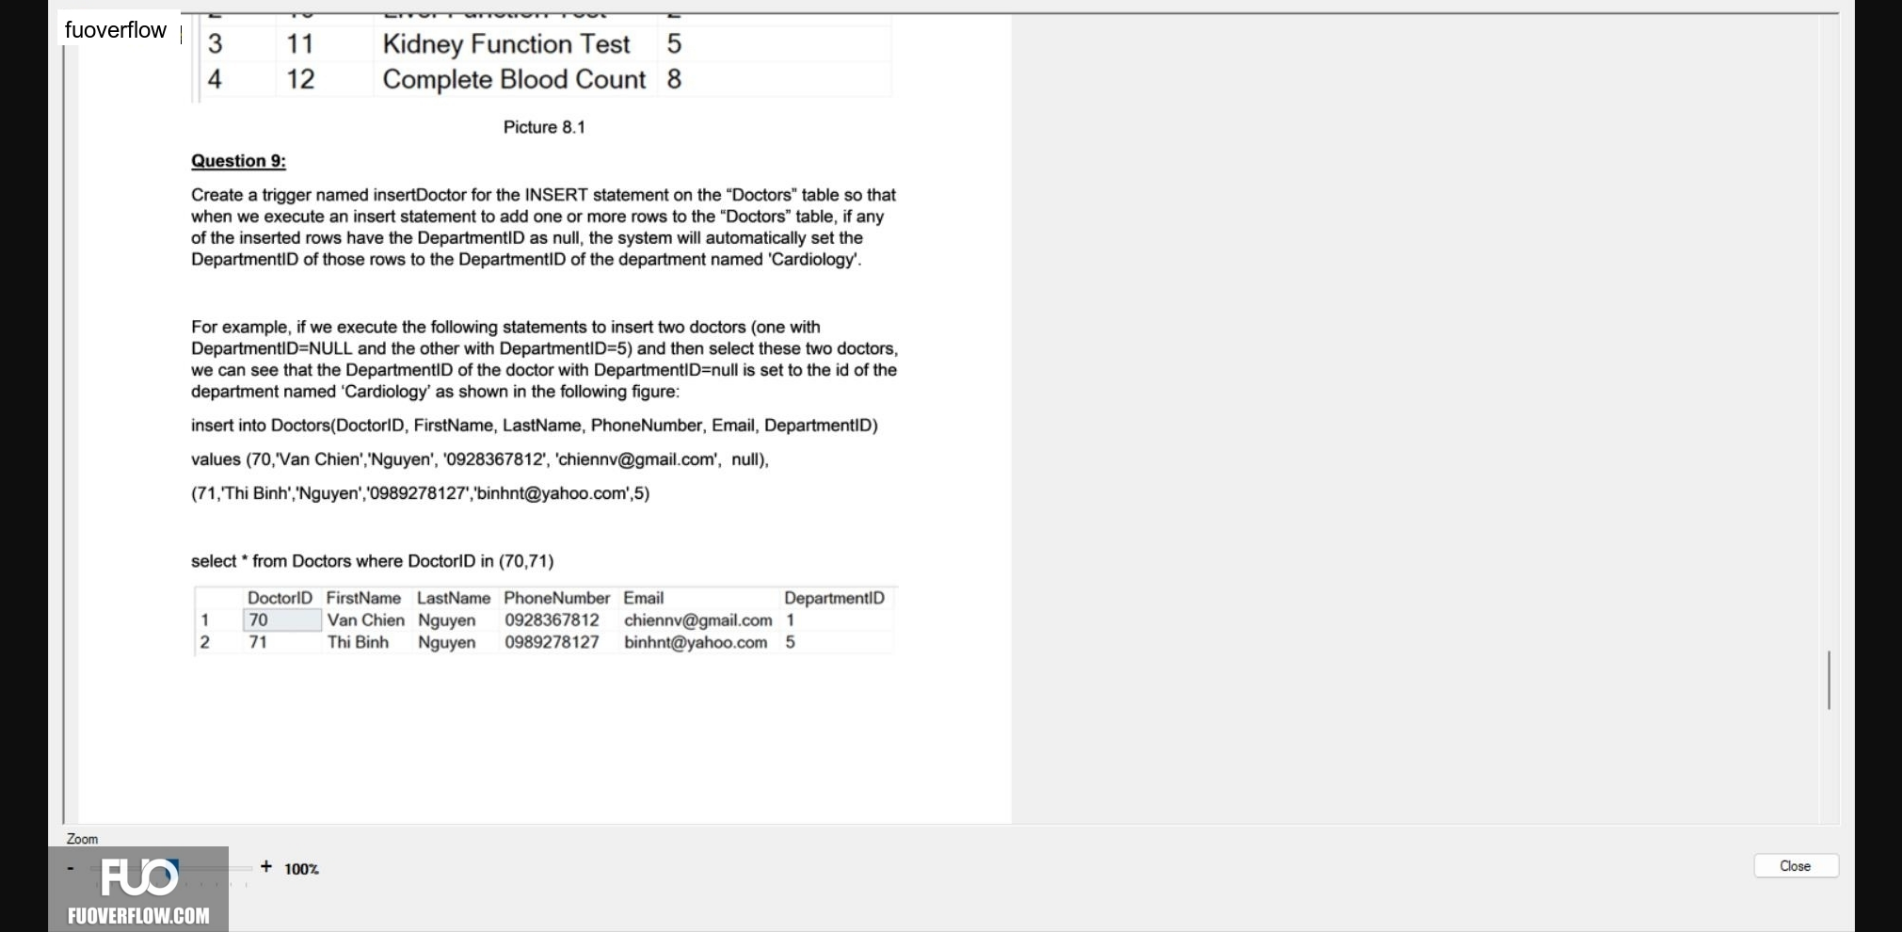 fuoverflow
3 11 Kidney Function Test 5
4 12 Complete Blood Count 8
Picture 8.1
Question 9:
Create a trigger named insertDoctor for the INSERT statement on the “Doctors” table so that
when we execute an insert statement to add one or more rows to the “Doctors” table, if any
of the inserted rows have the DepartmentID as null, the system will automatically set the
DepartmentID of those rows to the DepartmentID of the department named 'Cardiology'.
For example, if we execute the following statements to insert two doctors (one with
DepartmentID=NULL and the other with DepartmentID=5) and then select these two doctors,
we can see that the DepartmentID of the doctor with DepartmentID=null is set to the id of the
department named ‘Cardiology’ as shown in the following figure:
insert into Doctors(DoctorID, FirstName, LastName, PhoneNumber, Email, DepartmentID)
values (70,'Van Chien','Nguyen', '0928367812', 'chiennv@gmail.com', null),
(71,'Thi Binh','Nguyen','0989278127','binhnt@yahoo.com',5)
select * from Doctors where DoctorID in (70,71)
DoctorID FirstName LastName PhoneNumber Email DepartmentID
1 70 Van Chien Nguyen 0928367812 chiennv@gmail.com 1
2 71 Thi Binh Nguyen 0989278127 binhnt@yahoo.com 5
Zoom
- + 100%
Close
FUO
FUOVERFLOW.COM